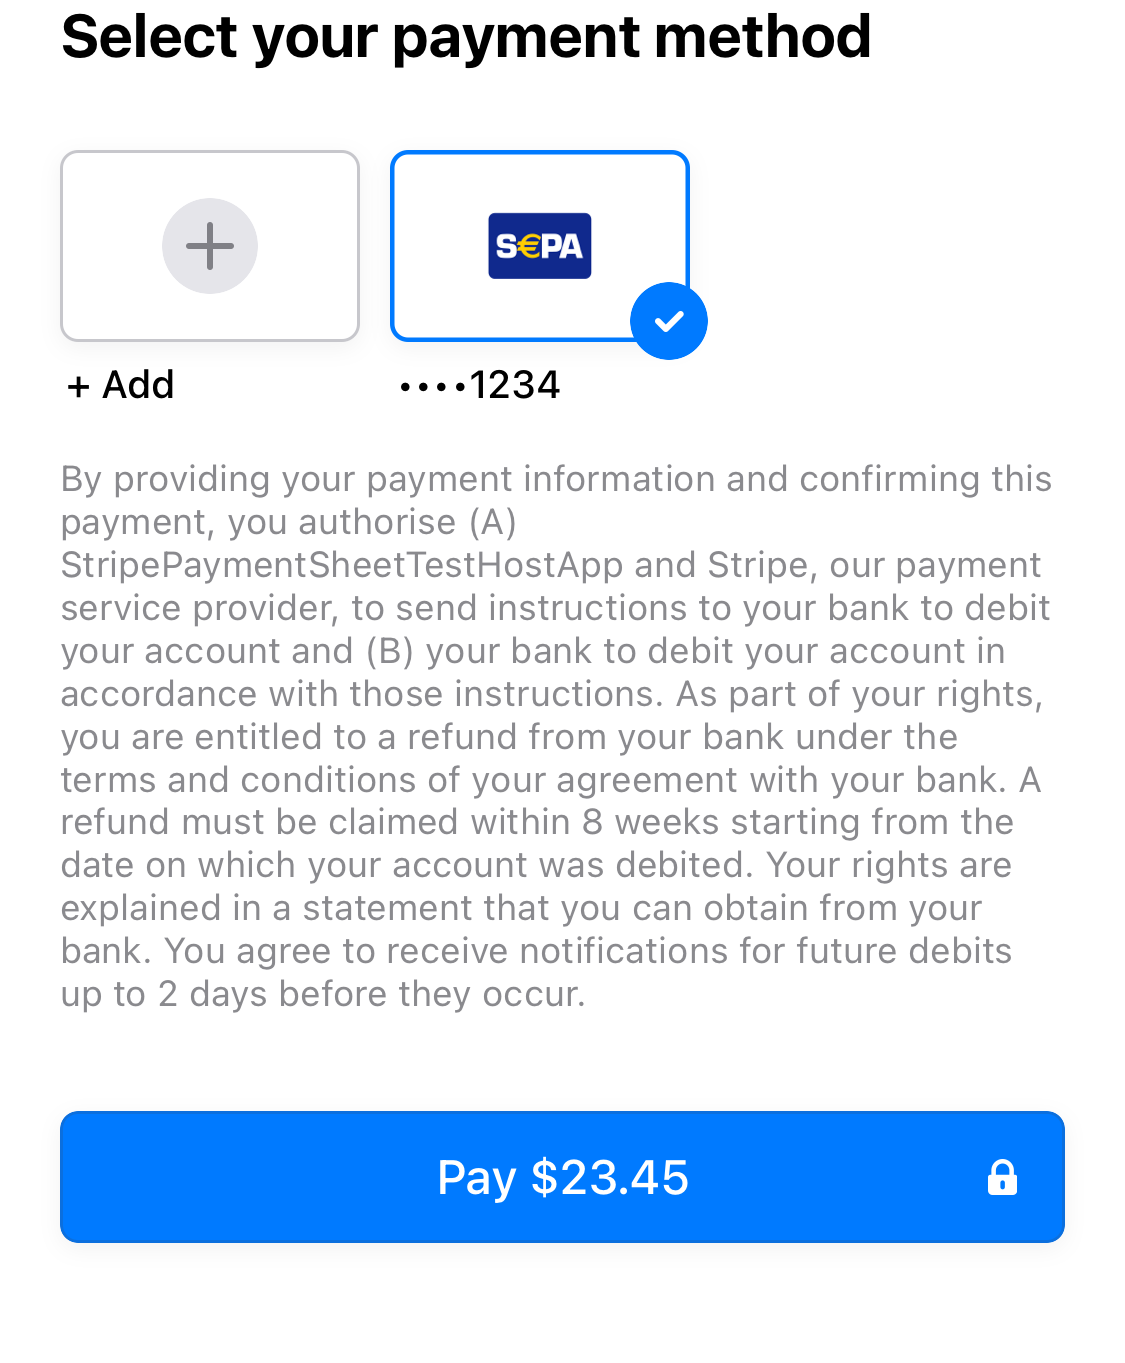 Select your payment method
S€PA
+ Add
••••1234
By providing your payment information and confirming this
payment, you authorise (A)
StripePaymentSheetTestHostApp and Stripe, our payment
service provider, to send instructions to your bank to debit
your account and (B) your bank to debit your account in
accordance with those instructions. As part of your rights,
you are entitled to a refund from your bank under the
terms and conditions of your agreement with your bank. A
refund must be claimed within 8 weeks starting from the
date on which your account was debited. Your rights are
explained in a statement that you can obtain from your
bank. You agree to receive notifications for future debits
up to 2 days before they occur.
Pay $23.45